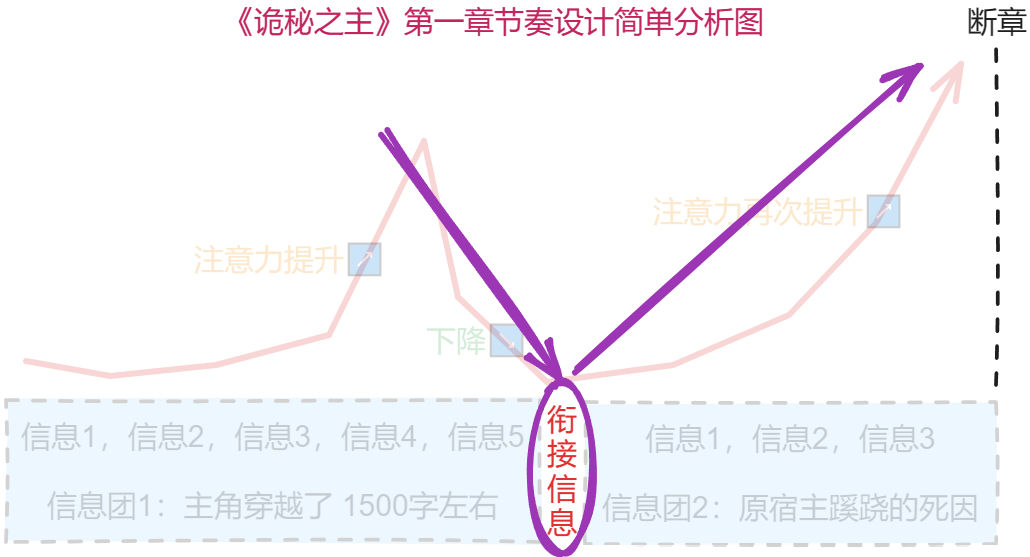 《诡秘之主》第一章节奏设计简单分析图
断章
注意力再次提升
注意力提升
下降
信息1，信息2，信息3，信息4，信息5
信息团1：主角穿越了 1500字左右
衔接信息
信息1，信息2，信息3
信息团2：原宿主蹊跷的死因